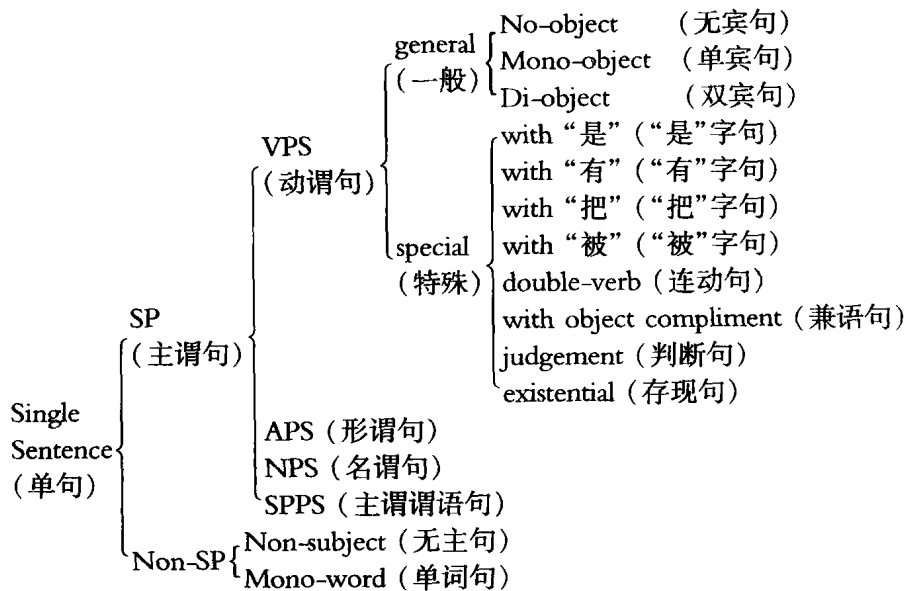 No-object （无宾句）
general
（一般）
Mono-object （单宾句）
Di-object （双宾句）
VPS
（动谓句）
with “是”（“是”字句）
with “有”（“有”字句）
with “把”（“把”字句）
with “被”（“被”字句）
special
（特殊）
double-verb（连动句）
with object compliment（兼语句）
judgement（判断句）
existential（存现句）
SP
（主谓句）
APS（形谓句）
NPS（名谓句）
SPPS（主谓谓语句）
Single
Sentence
（单句）
Non-SP
Non-subject（无主句）
Mono-word（单词句）